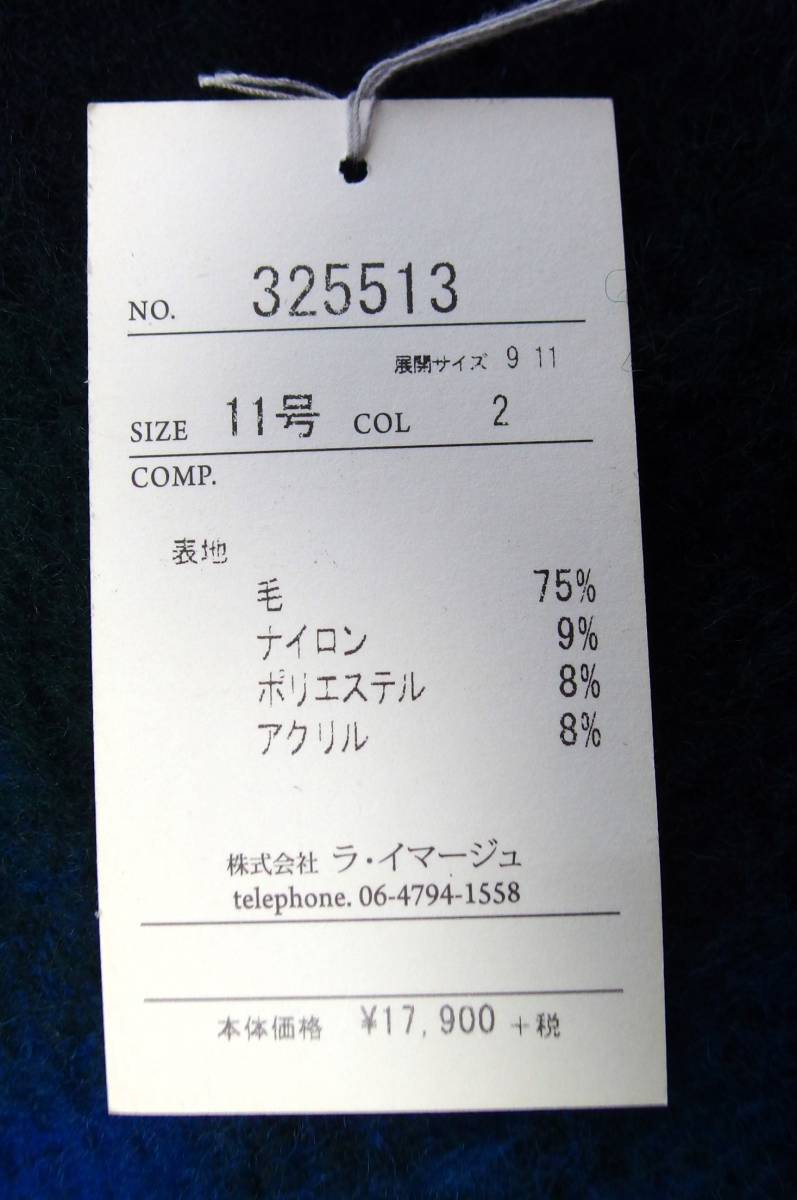 NO. 325513
展開サイズ 9 11
SIZE 11号 COL 2
COMP.
表地
毛 75%
ナイロン 9%
ポリエステル 8%
アクリル 8%
株式会社 ラ・イマージュ
telephone. 06-4794-1558
本体価格 ¥17,900 +税